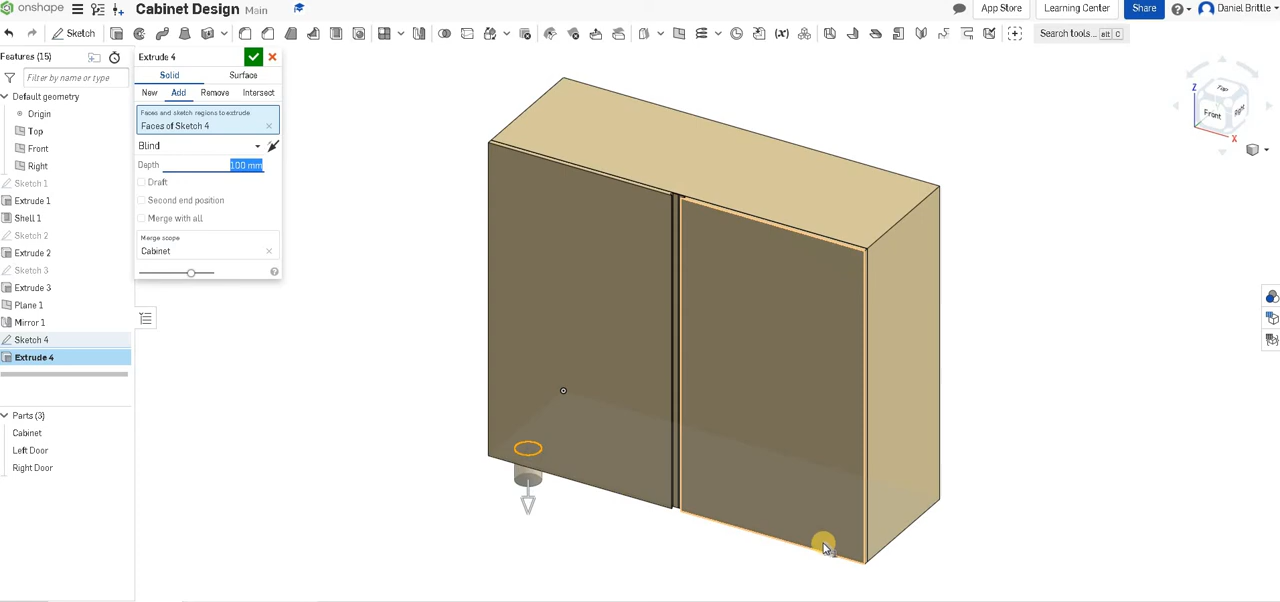 onshape Cabinet Design Main App Store Learning Center Share Daniel Brittle
Sketch Search tools... alt C
Features (15)
Filter by name or type
Default geometry
Origin
Top
Front
Right
Sketch 1
Extrude 1
Shell 1
Sketch 2
Extrude 2
Sketch 3
Extrude 3
Plane 1
Mirror 1
Sketch 4
Extrude 4
Parts (3)
Cabinet
Left Door
Right Door
Extrude 4
Solid Surface
New Add Remove Intersect
Faces and sketch regions to extrude
Faces of Sketch 4
Blind
Depth 100 mm
Draft
Second end position
Merge with all
Merge scope
Cabinet
Top
Z
Front Right
X